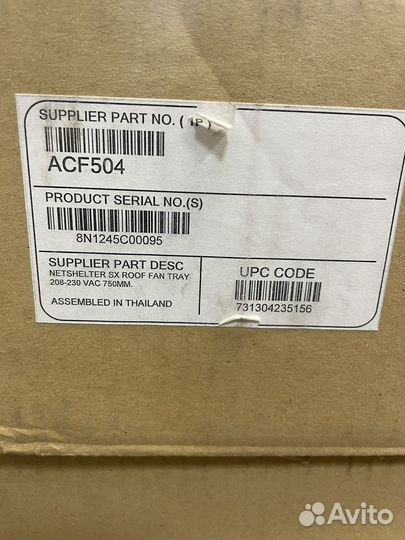 SUPPLIER PART NO. ( 1P )
ACF504
PRODUCT SERIAL NO.(S)
8N1245C00095
SUPPLIER PART DESC
NETSHELTER SX ROOF FAN TRAY
208-230 VAC 750MM.
ASSEMBLED IN THAILAND
UPC CODE
731304235156
Avito